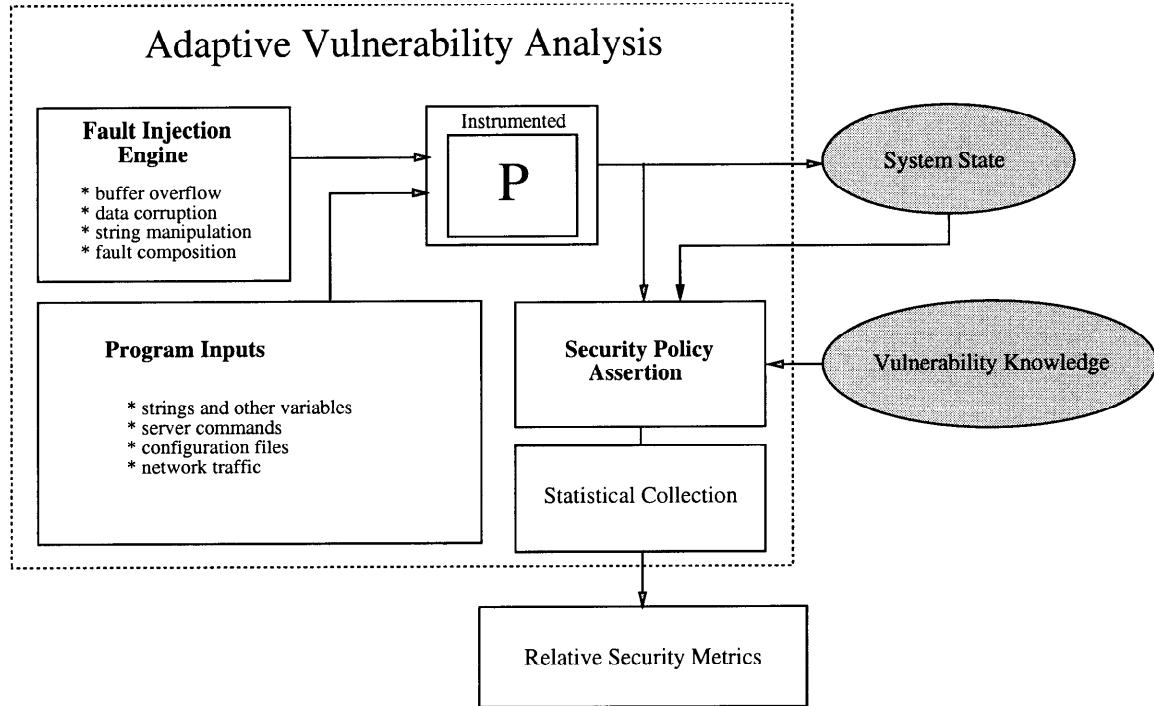 Adaptive Vulnerability Analysis
Fault Injection
Engine
* buffer overflow
* data corruption
* string manipulation
* fault composition
Instrumented
P
System State
Program Inputs
* strings and other variables
* server commands
* configuration files
* network traffic
Security Policy
Assertion
Vulnerability Knowledge
Statistical Collection
Relative Security Metrics